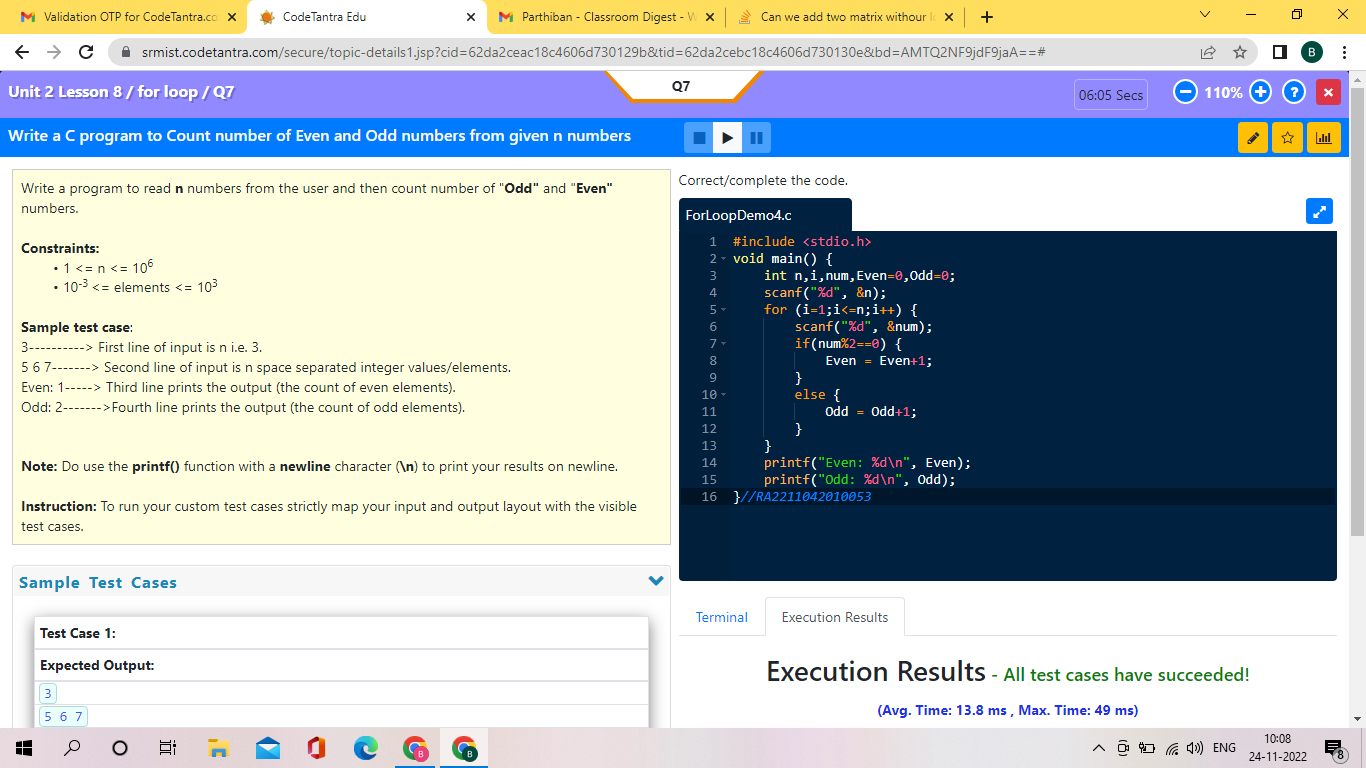 Validation OTP for CodeTantra.co
CodeTantra Edu
Parthiban - Classroom Digest - W
Can we add two matrix withour l
srmist.codetantra.com/secure/topic-details1.jsp?cid=62da2ceac18c4606d730129b&tid=62da2cebc18c4606d730130e&bd=AMTQ2NF9jdF9jaA==#
B
Unit 2 Lesson 8 / for loop / Q7
Q7
06:05 Secs
110%
?
Write a C program to Count number of Even and Odd numbers from given n numbers
Write a program to read n numbers from the user and then count number of "Odd" and "Even"
numbers.
Constraints:
• 1 <= n <= 10^6
• 10^-3 <= elements <= 10^3
Sample test case:
3----------> First line of input is n i.e. 3.
5 6 7-------> Second line of input is n space separated integer values/elements.
Even: 1-----> Third line prints the output (the count of even elements).
Odd: 2------->Fourth line prints the output (the count of odd elements).
Note: Do use the printf() function with a newline character (\n) to print your results on newline.
Instruction: To run your custom test cases strictly map your input and output layout with the visible
test cases.
Sample Test Cases
Test Case 1:
Expected Output:
3
5 6 7
Correct/complete the code.
ForLoopDemo4.c
1 #include <stdio.h>
2 void main() {
3 int n,i,num,Even=0,Odd=0;
4 scanf("%d", &n);
5 for (i=1;i<=n;i++) {
6 scanf("%d", &num);
7 if(num%2==0) {
8 Even = Even+1;
9 }
10 else {
11 Odd = Odd+1;
12 }
13 }
14 printf("Even: %d\n", Even);
15 printf("Odd: %d\n", Odd);
16 }//RA2211042010053
Terminal
Execution Results
Execution Results - All test cases have succeeded!
(Avg. Time: 13.8 ms , Max. Time: 49 ms)
B
B
ENG
10:08
24-11-2022
8